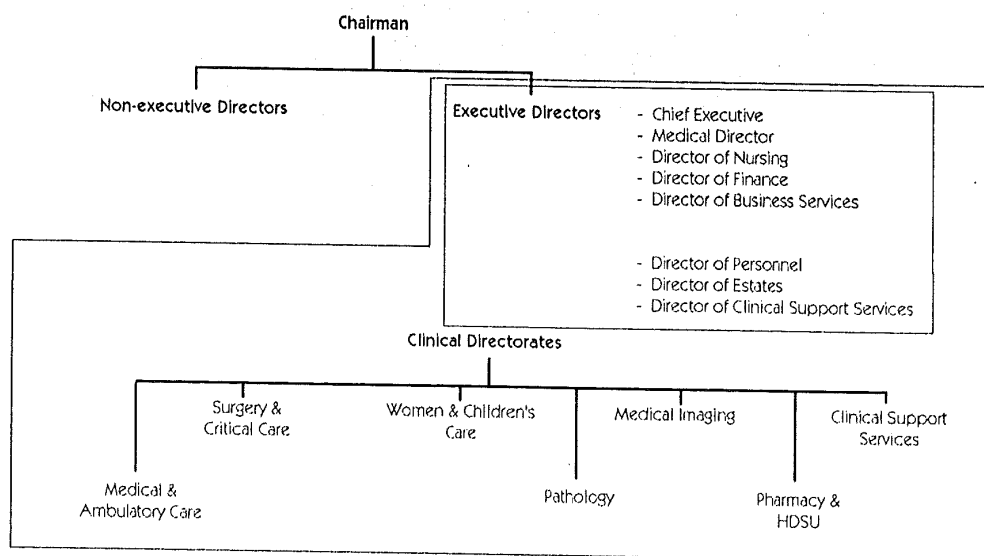 Chairman
Non-executive Directors
Executive Directors
- Chief Executive
- Medical Director
- Director of Nursing
- Director of Finance
- Director of Business Services
- Director of Personnel
- Director of Estates
- Director of Clinical Support Services
Clinical Directorates
Surgery &
Critical Care
Women & Children's
Care
Medical Imaging
Clinical Support
Services
Medical &
Ambulatory Care
Pathology
Pharmacy &
HDSU